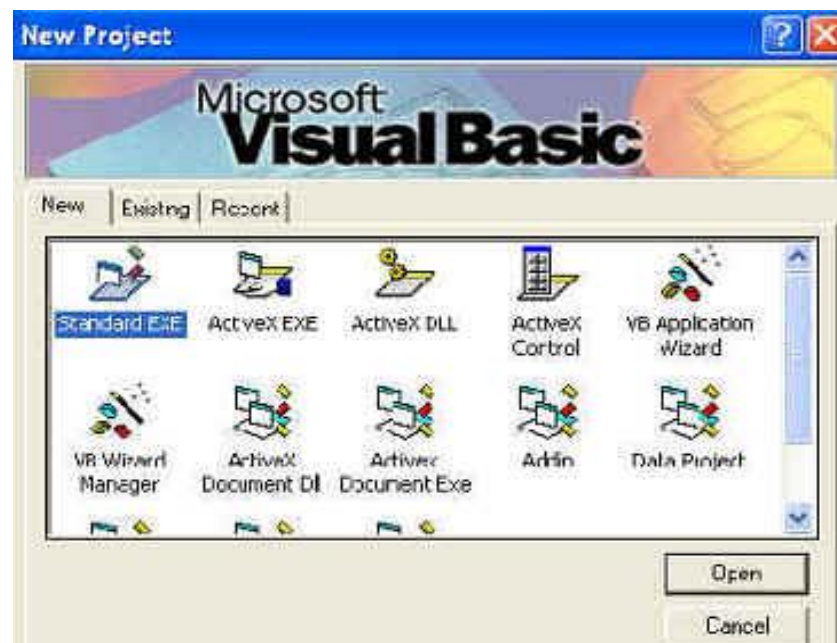 New Project
Microsoft
Visual Basic
New Existing Recent
Standard EXE ActiveX EXE ActiveX DLL ActiveX Control VB Application Wizard
VB Wizard Manager ActiveX Document Dll Activex Document Exe Addin Data Project
Open
Cancel